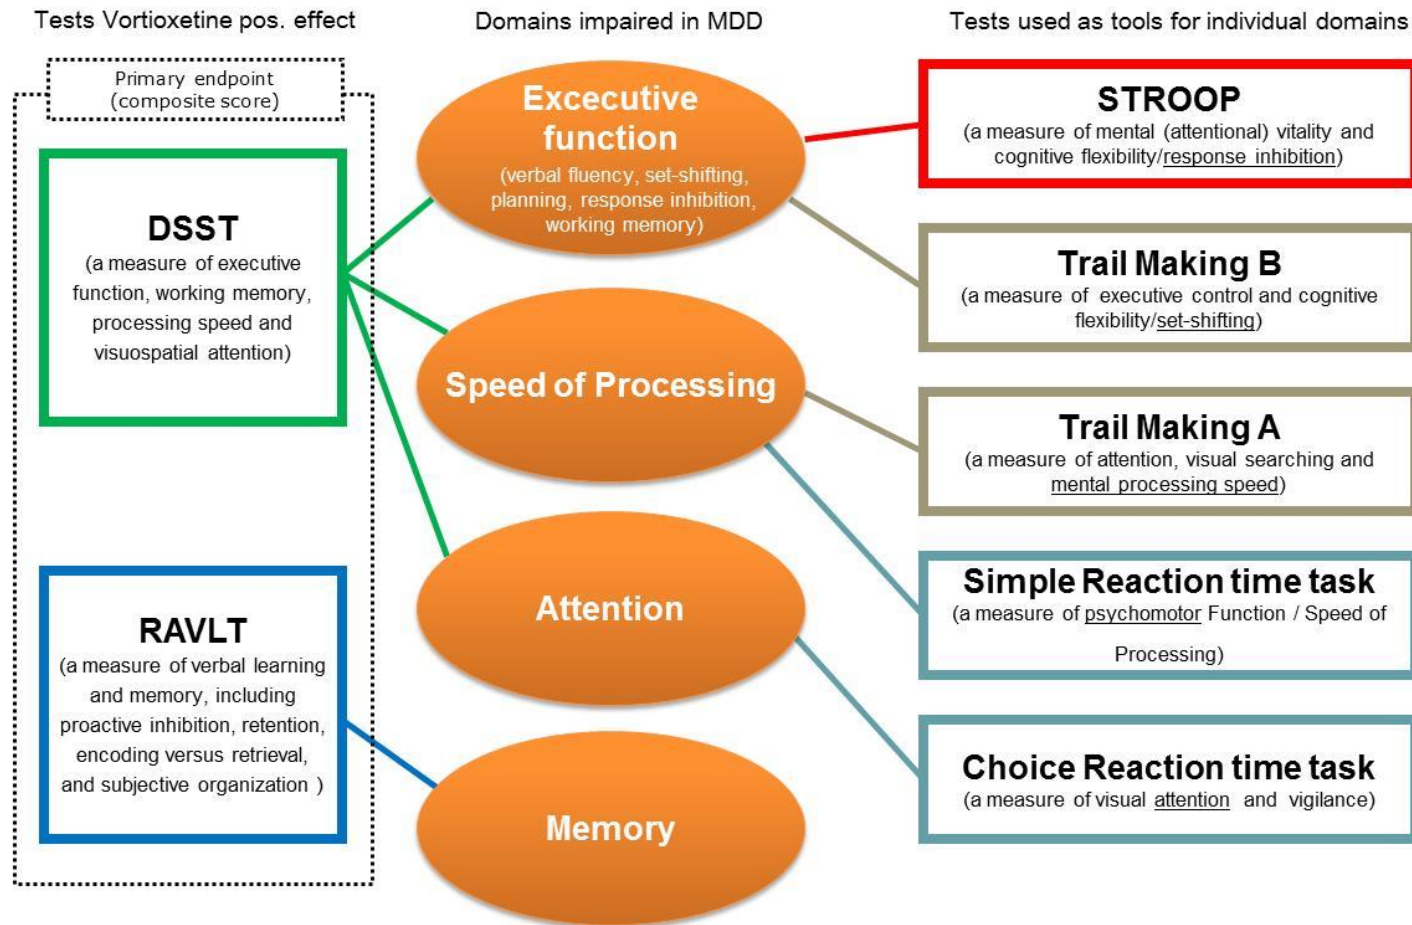 Tests Vortioxetine pos. effect
Primary endpoint
(composite score)
DSST
(a measure of executive
function, working memory,
processing speed and
visuospatial attention)
RAVLT
(a measure of verbal learning
and memory, including
proactive inhibition, retention,
encoding versus retrieval,
and subjective organization )
Domains impaired in MDD
Excecutive
function
(verbal fluency, set-shifting,
planning, response inhibition,
working memory)
Speed of Processing
Attention
Memory
Tests used as tools for individual domains
STROOP
(a measure of mental (attentional) vitality and
cognitive flexibility/response inhibition)
Trail Making B
(a measure of executive control and cognitive
flexibility/set-shifting)
Trail Making A
(a measure of attention, visual searching and
mental processing speed)
Simple Reaction time task
(a measure of psychomotor Function / Speed of
Processing)
Choice Reaction time task
(a measure of visual attention and vigilance)